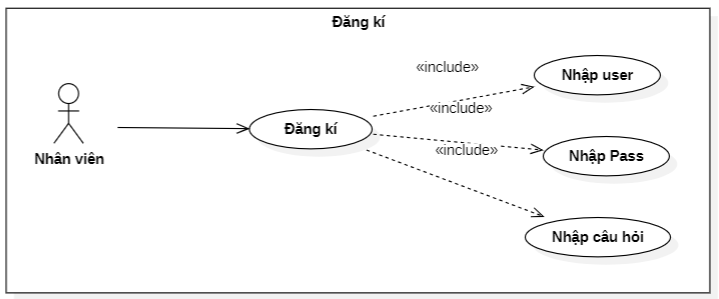 Đăng kí
«include»
Nhập user
«include»
Đăng kí
«include»
Nhập Pass
Nhân viên
Nhập câu hỏi